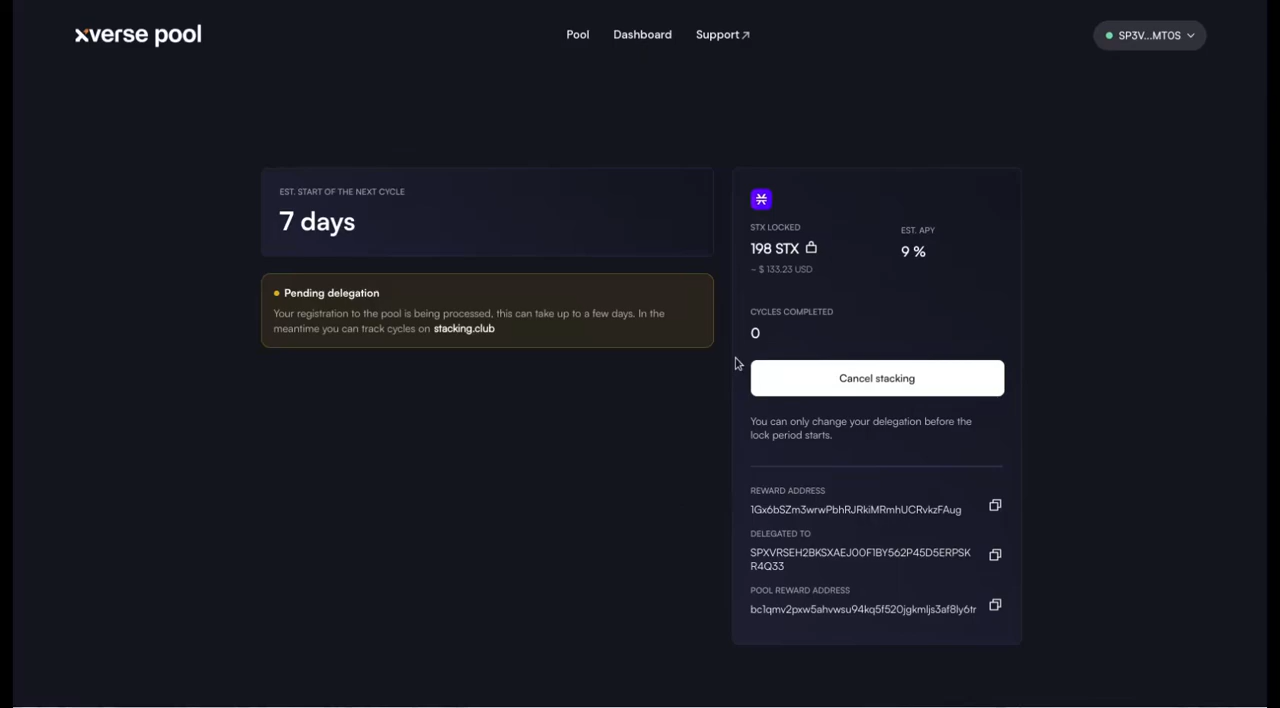 xverse pool
Pool
Dashboard
Support
SP3V...MT0S
EST. START OF THE NEXT CYCLE
7 days
Pending delegation
Your registration to the pool is being processed, this can take up to a few days. In the
meantime you can track cycles on stacking.club
STX LOCKED
198 STX
~ $ 133.23 USD
EST. APY
9 %
CYCLES COMPLETED
0
Cancel stacking
You can only change your delegation before the
lock period starts.
REWARD ADDRESS
1Gx6bSZm3wrwPbhRJRkiMRmhUCRvkzFAug
DELEGATED TO
SPXVRSEH2BKSXAEJ00F1BY562P45D5ERPSK
R4Q33
POOL REWARD ADDRESS
bc1qmv2pxw5ahvwsu94kq5f520jgkmljs3af8ly6tr